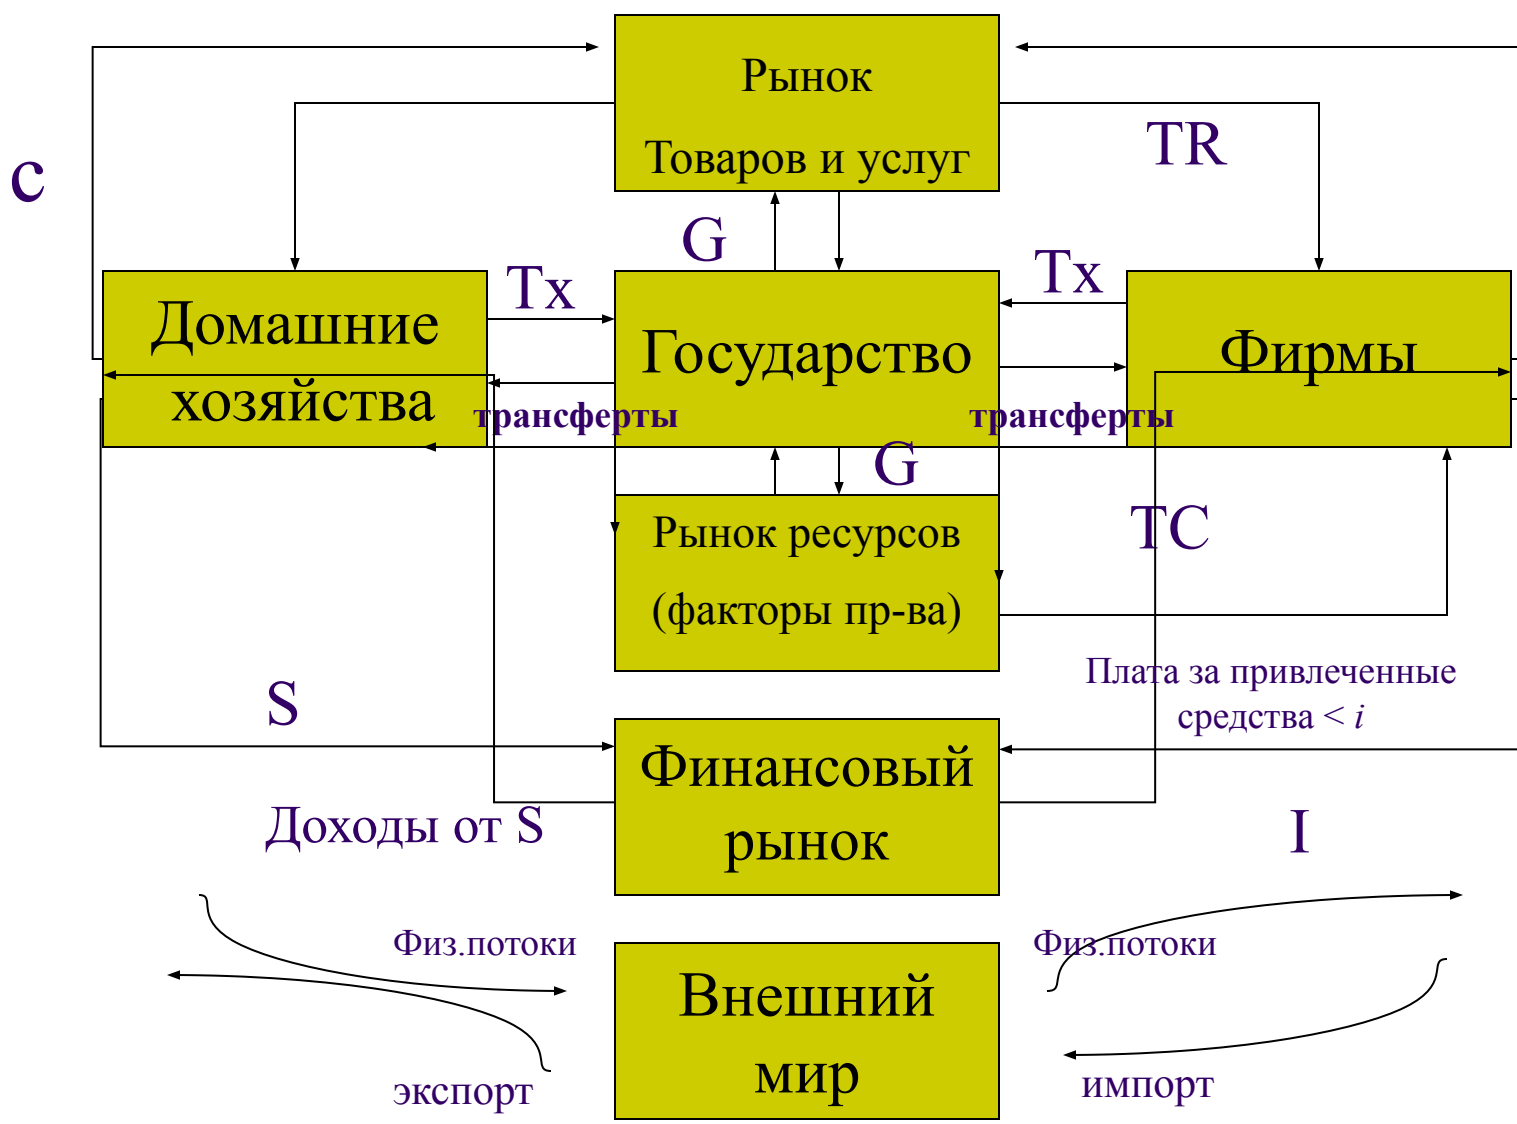 Рынок
Товаров и услуг
TR
с
G
Tx
Tx
Домашние
хозяйства
Государство
Фирмы
трансферты
трансферты
G
Рынок ресурсов
(факторы пр-ва)
TC
Плата за привлеченные
средства < i
S
Финансовый
рынок
Доходы от S
I
Физ.потоки
Физ.потоки
Внешний
мир
экспорт
импорт